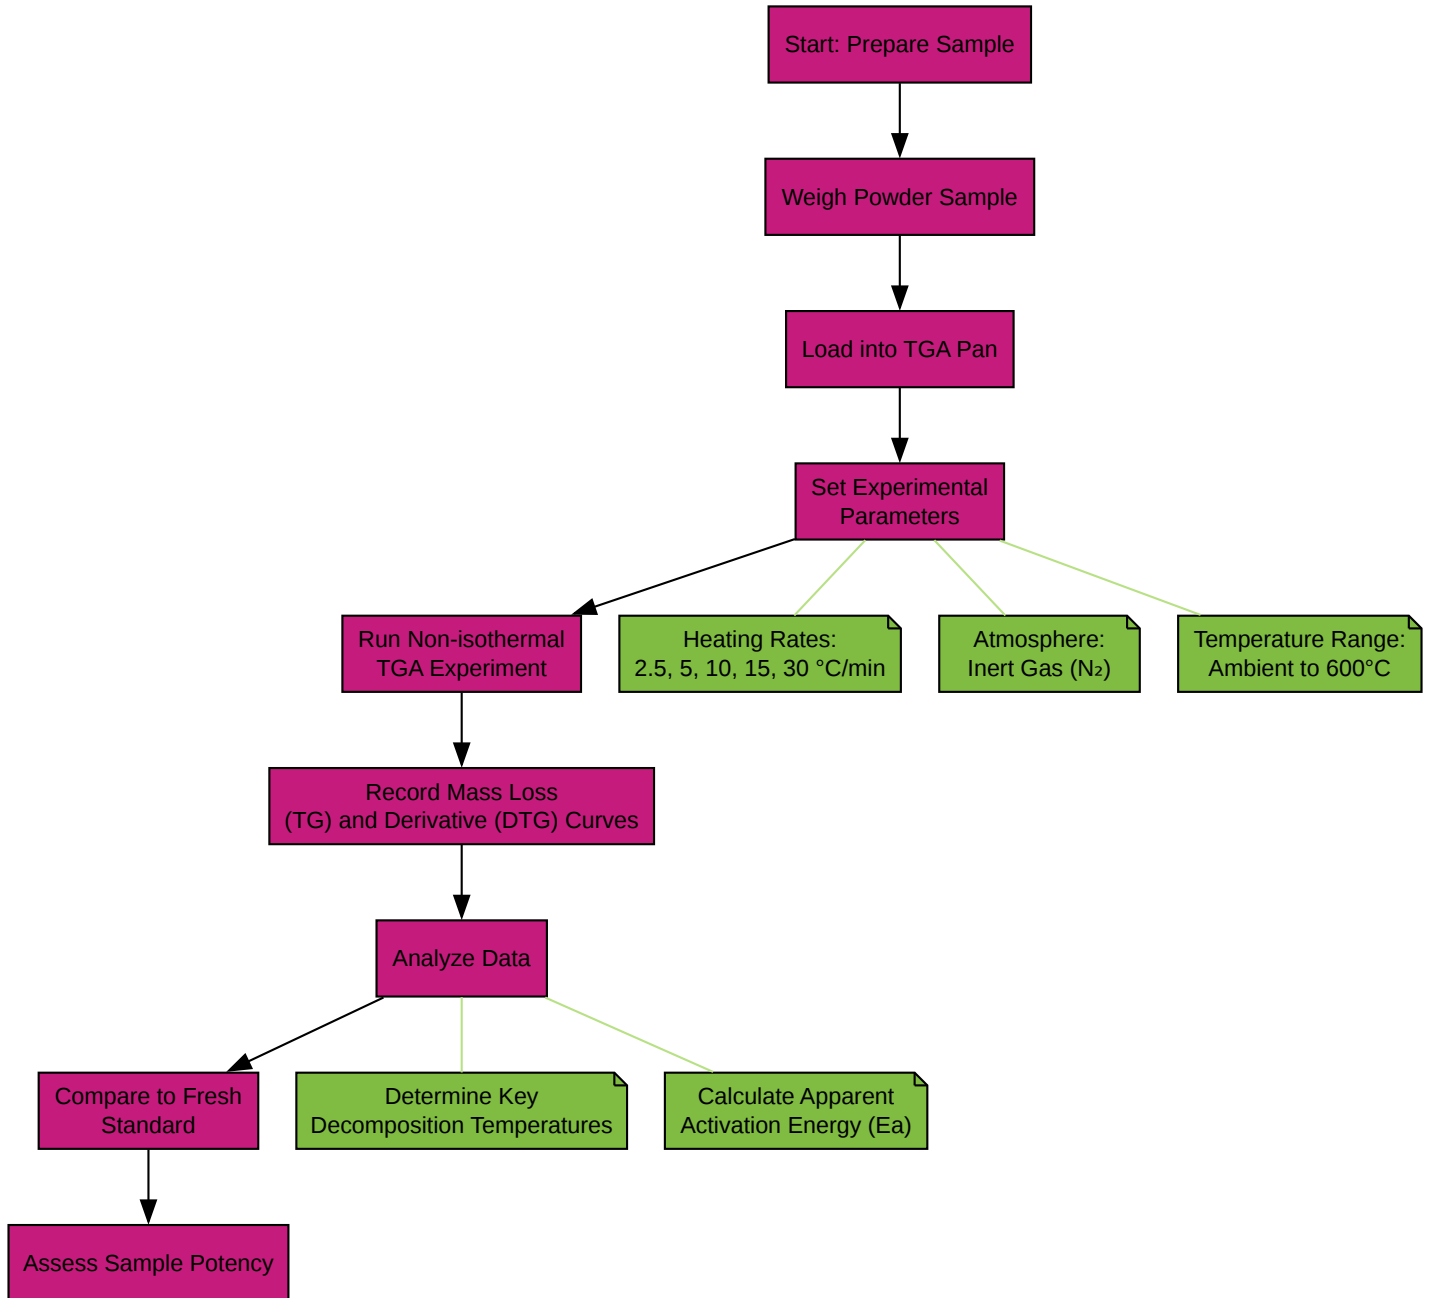 Start: Prepare Sample
Weigh Powder Sample
Load into TGA Pan
Set Experimental
Parameters
Run Non-isothermal
TGA Experiment
Heating Rates:
2.5, 5, 10, 15, 30 °C/min
Atmosphere:
Inert Gas (N₂)
Temperature Range:
Ambient to 600°C
Record Mass Loss
(TG) and Derivative (DTG) Curves
Analyze Data
Compare to Fresh
Standard
Determine Key
Decomposition Temperatures
Calculate Apparent
Activation Energy (Ea)
Assess Sample Potency